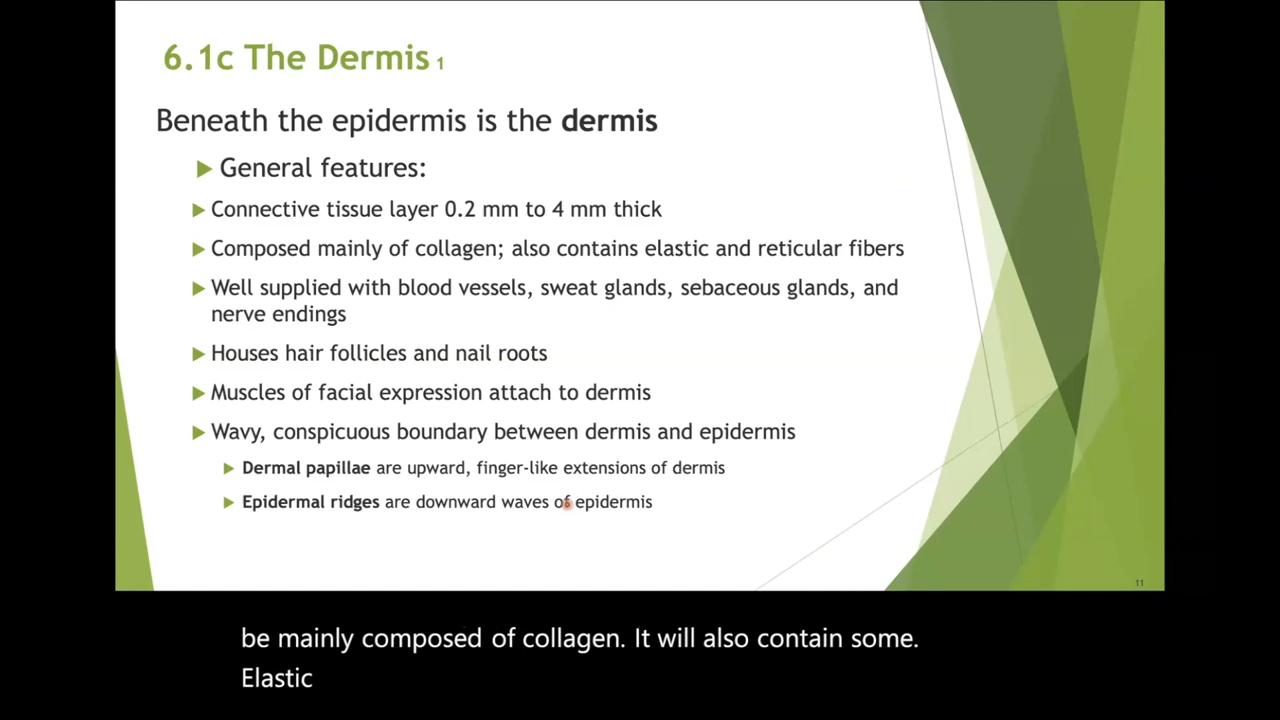 6.1c The Dermis 1
Beneath the epidermis is the dermis
General features:
Connective tissue layer 0.2 mm to 4 mm thick
Composed mainly of collagen; also contains elastic and reticular fibers
Well supplied with blood vessels, sweat glands, sebaceous glands, and
nerve endings
Houses hair follicles and nail roots
Muscles of facial expression attach to dermis
Wavy, conspicuous boundary between dermis and epidermis
Dermal papillae are upward, finger-like extensions of dermis
Epidermal ridges are downward waves of epidermis
11
be mainly composed of collagen. It will also contain some.
Elastic